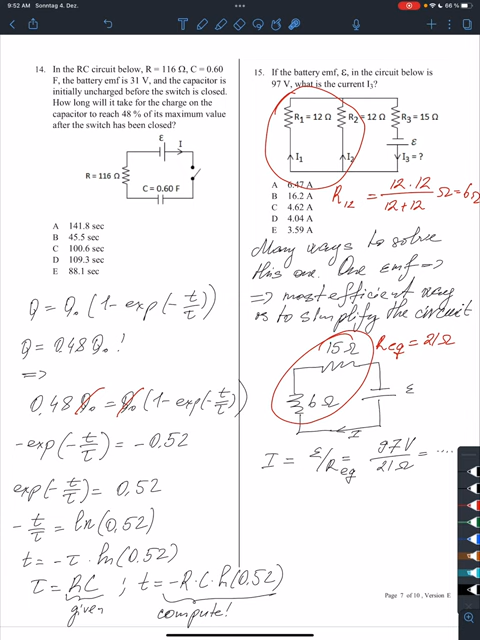 9:52 AM Sonntag 4. Dez.
66 %
14. In the RC circuit below, R = 116 Ω, C = 0.60
F, the battery emf is 31 V, and the capacitor is
initially uncharged before the switch is closed.
How long will it take for the charge on the
capacitor to reach 48 % of its maximum value
after the switch has been closed?
ε
I
R = 116 Ω
C = 0.60 F
A 141.8 sec
B 45.5 sec
C 100.6 sec
D 109.3 sec
E 88.1 sec
Q = Q₀ (1 - exp(-t/τ))
Q = 0.48 Q₀ !
=>
0.48 Q₀ = Q₀ (1 - exp(-t/τ))
- exp(-t/τ) = - 0.52
exp(-t/τ) = 0.52
- t/τ = ln(0.52)
t = - τ · ln(0.52)
τ = RC ; t = - R · C · ln(0.52)
given compute!
15. If the battery emf, Ɛ, in the circuit below is
97 V, what is the current I₃?
R₁ = 12 Ω R₂ = 12 Ω R₃ = 15 Ω
ε
I₁ I₂ I₃ = ?
A 6.47 A
B 16.2 A
C 4.62 A
D 4.04 A
E 3.59 A
R₁₂ = 12 · 12 / 12 + 12 Ω = 6Ω
Many ways to solve
this one. One emf =>
=> most efficient way
is to simplify the circuit
15 Ω Req = 21 Ω
6 Ω ε
I
I = ε/Req = 97 V / 21 Ω = ....
Page 7 of 10 , Version E